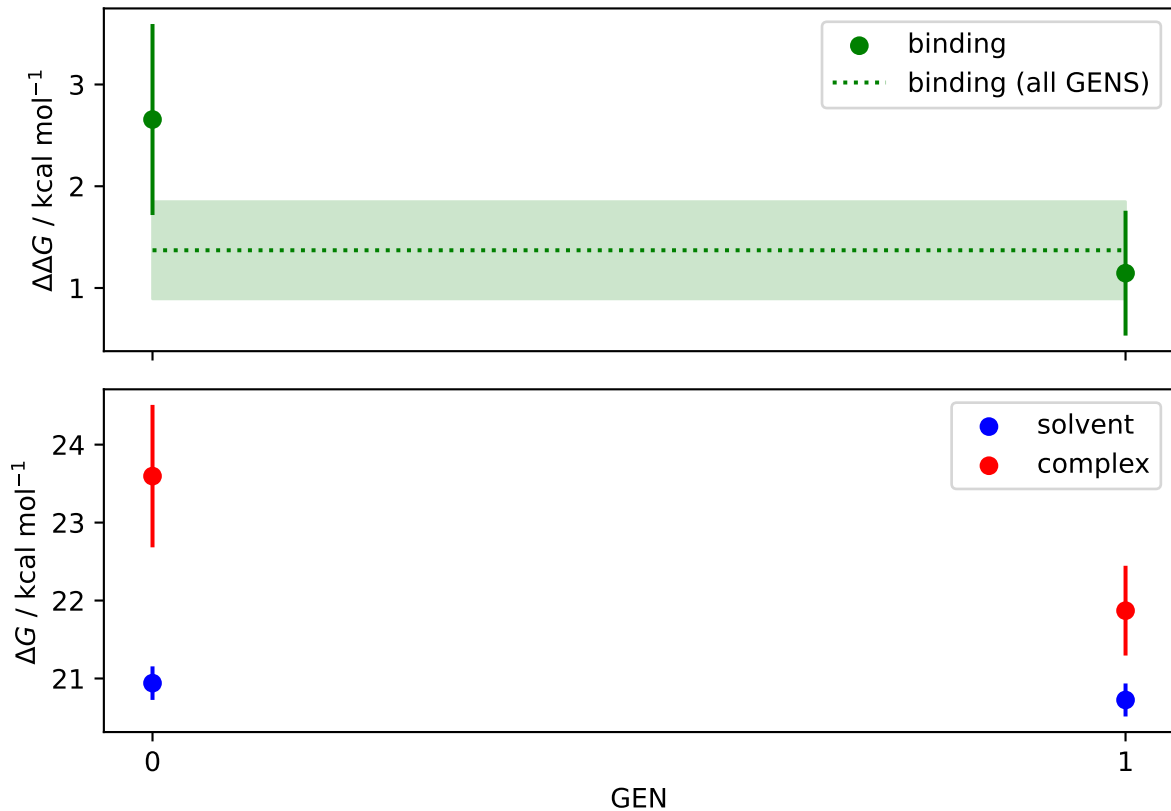 binding
binding (all GENS)
3
2
1
ΔΔG / kcal mol⁻¹
solvent
complex
24
23
22
21
ΔG / kcal mol⁻¹
0
1
GEN